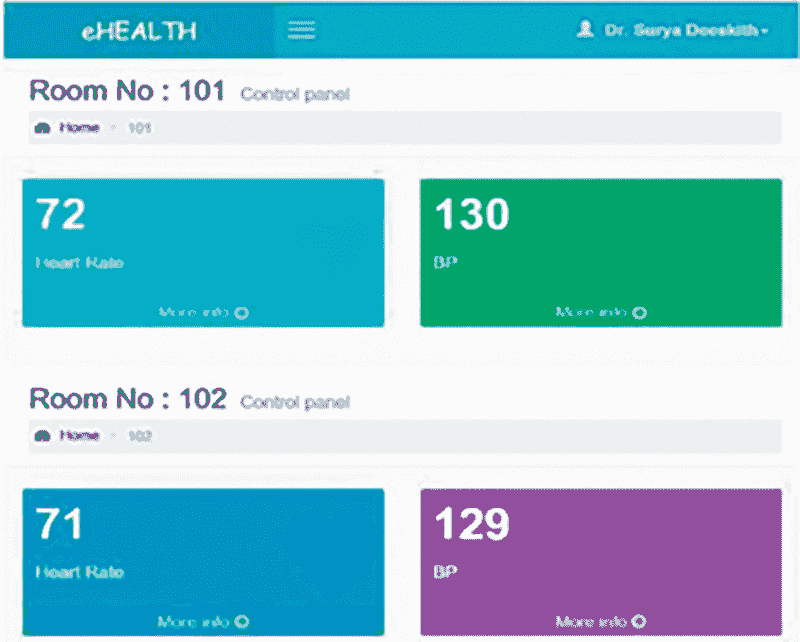 eHEALTH
Dr. Surya Deeskith
Room No : 101 Control panel
Home > 101
72
Heart Rate
More info
130
BP
More info
Room No : 102 Control panel
Home > 102
71
Heart Rate
More info
129
BP
More info